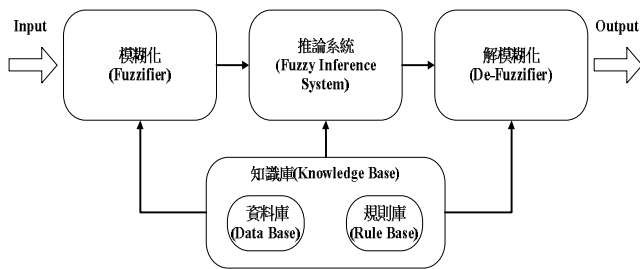 Input
Output
模糊化
(Fuzzifier)
推論系統
(Fuzzy Inference
System)
解模糊化
(De-Fuzzifier)
知識庫(Knowledge Base)
資料庫
(Data Base)
規則庫
(Rule Base)